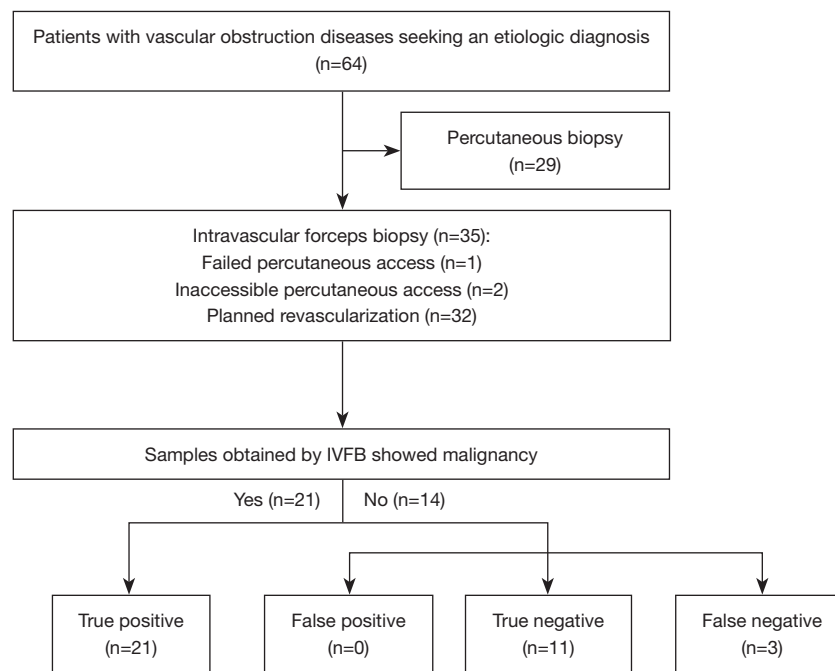 Patients with vascular obstruction diseases seeking an etiologic diagnosis
(n=64)
Percutaneous biopsy
(n=29)
Intravascular forceps biopsy (n=35):
Failed percutaneous access (n=1)
Inaccessible percutaneous access (n=2)
Planned revascularization (n=32)
Samples obtained by IVFB showed malignancy
Yes (n=21) No (n=14)
True positive
(n=21)
False positive
(n=0)
True negative
(n=11)
False negative
(n=3)